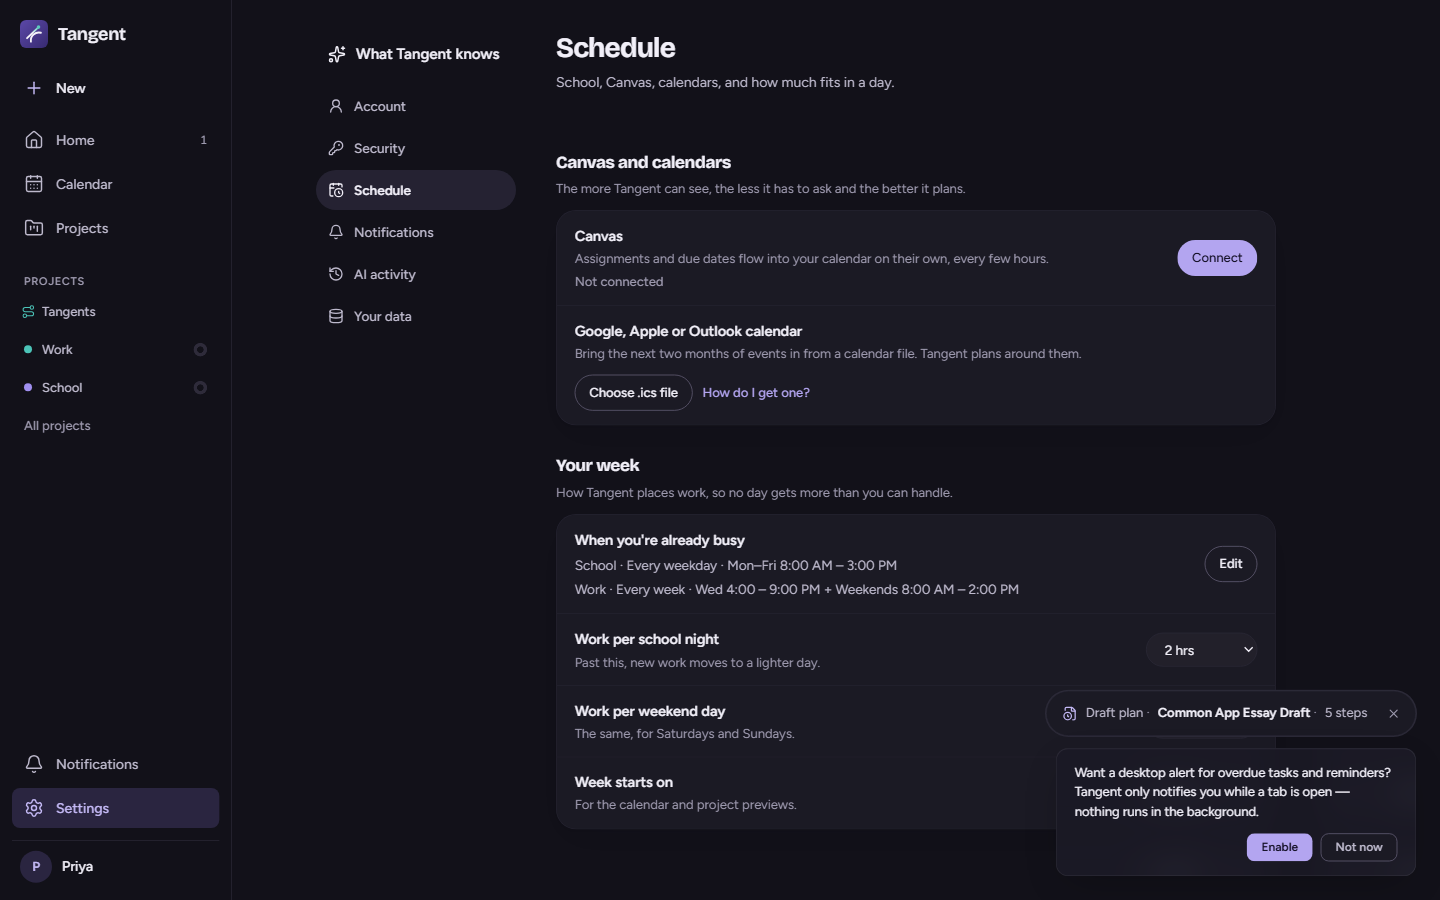 Tangent
New
Home 1
Calendar
Projects
PROJECTS
Tangents
Work
School
All projects
Notifications
Settings
P Priya
What Tangent knows
Account
Security
Schedule
Notifications
AI activity
Your data
Schedule
School, Canvas, calendars, and how much fits in a day.
Canvas and calendars
The more Tangent can see, the less it has to ask and the better it plans.
Canvas
Assignments and due dates flow into your calendar on their own, every few hours.
Not connected
Connect
Google, Apple or Outlook calendar
Bring the next two months of events in from a calendar file. Tangent plans around them.
Choose .ics file How do I get one?
Your week
How Tangent places work, so no day gets more than you can handle.
When you're already busy
School · Every weekday · Mon–Fri 8:00 AM – 3:00 PM
Work · Every week · Wed 4:00 – 9:00 PM + Weekends 8:00 AM – 2:00 PM
Edit
Work per school night
Past this, new work moves to a lighter day.
2 hrs
Work per weekend day
The same, for Saturdays and Sundays.
Week starts on
For the calendar and project previews.
Draft plan · Common App Essay Draft · 5 steps
Want a desktop alert for overdue tasks and reminders?
Tangent only notifies you while a tab is open —
nothing runs in the background.
Enable Not now